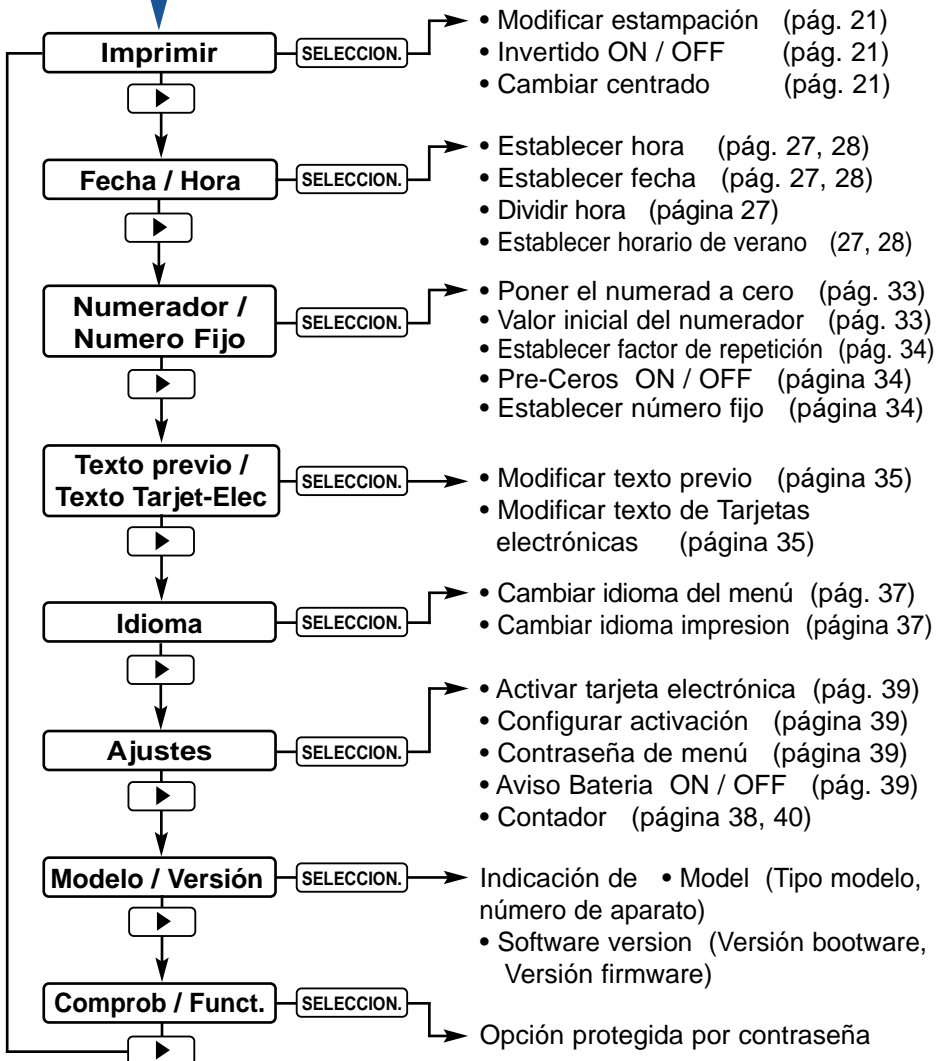 Imprimir
SELECCION.
• Modificar estampación (pág. 21)
• Invertido ON / OFF (pág. 21)
• Cambiar centrado (pág. 21)
Fecha / Hora
SELECCION.
• Establecer hora (pág. 27, 28)
• Establecer fecha (pág. 27, 28)
• Dividir hora (página 27)
• Establecer horario de verano (27, 28)
Numerador /
Numero Fijo
SELECCION.
• Poner el numerad a cero (pág. 33)
• Valor inicial del numerador (pág. 33)
• Establecer factor de repetición (pág. 34)
• Pre-Ceros ON / OFF (página 34)
• Establecer número fijo (página 34)
Texto previo /
Texto Tarjet-Elec
SELECCION.
• Modificar texto previo (página 35)
• Modificar texto de Tarjetas
electrónicas (página 35)
Idioma
SELECCION.
• Cambiar idioma del menú (pág. 37)
• Cambiar idioma impresion (página 37)
Ajustes
SELECCION.
• Activar tarjeta electrónica (pág. 39)
• Configurar activación (página 39)
• Contraseña de menú (página 39)
• Aviso Bateria ON / OFF (pág. 39)
• Contador (página 38, 40)
Modelo / Versión
SELECCION.
Indicación de • Model (Tipo modelo,
número de aparato)
• Software version (Versión bootware,
Versión firmware)
Comprob / Funct.
SELECCION.
Opción protegida por contraseña